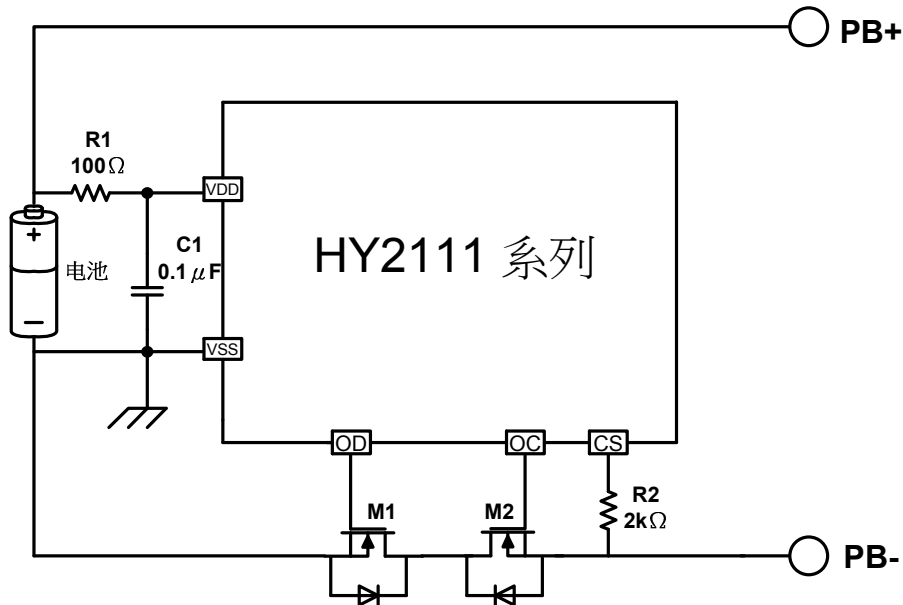 PB+
R1
100Ω
VDD
HY2111 系列
+
电池
C1
0.1μF
−
VSS
OD
OC
CS
M1
M2
R2
2kΩ
PB-